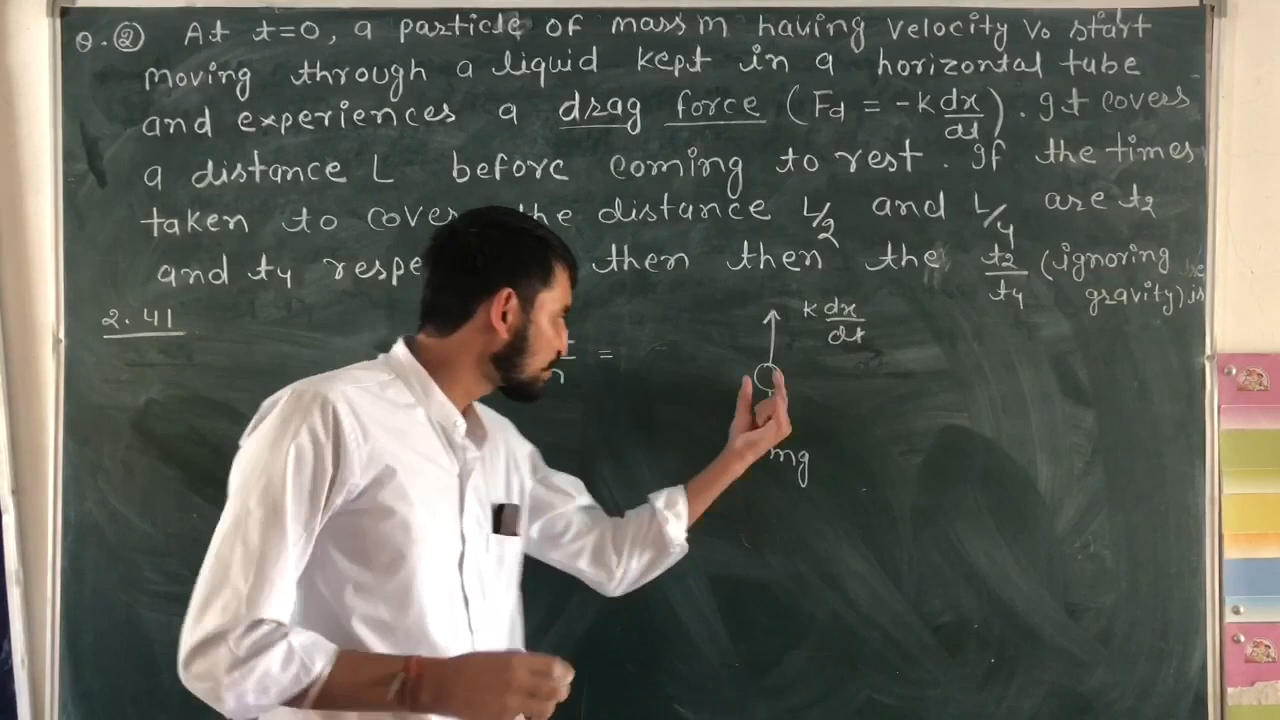 Q.② At t=0, a particle of mass m having velocity V₀ start
moving through a liquid kept in a horizontal tube
and experiences a drag force (Fd = -k dx/dt). It covers
a distance L before coming to rest. If the times
taken to cover the distance L/2 and L/4 are t2
and t4 respe then then the t2/t4 (ignoring
gravity) is
2.41
k dx/dt
=
mg